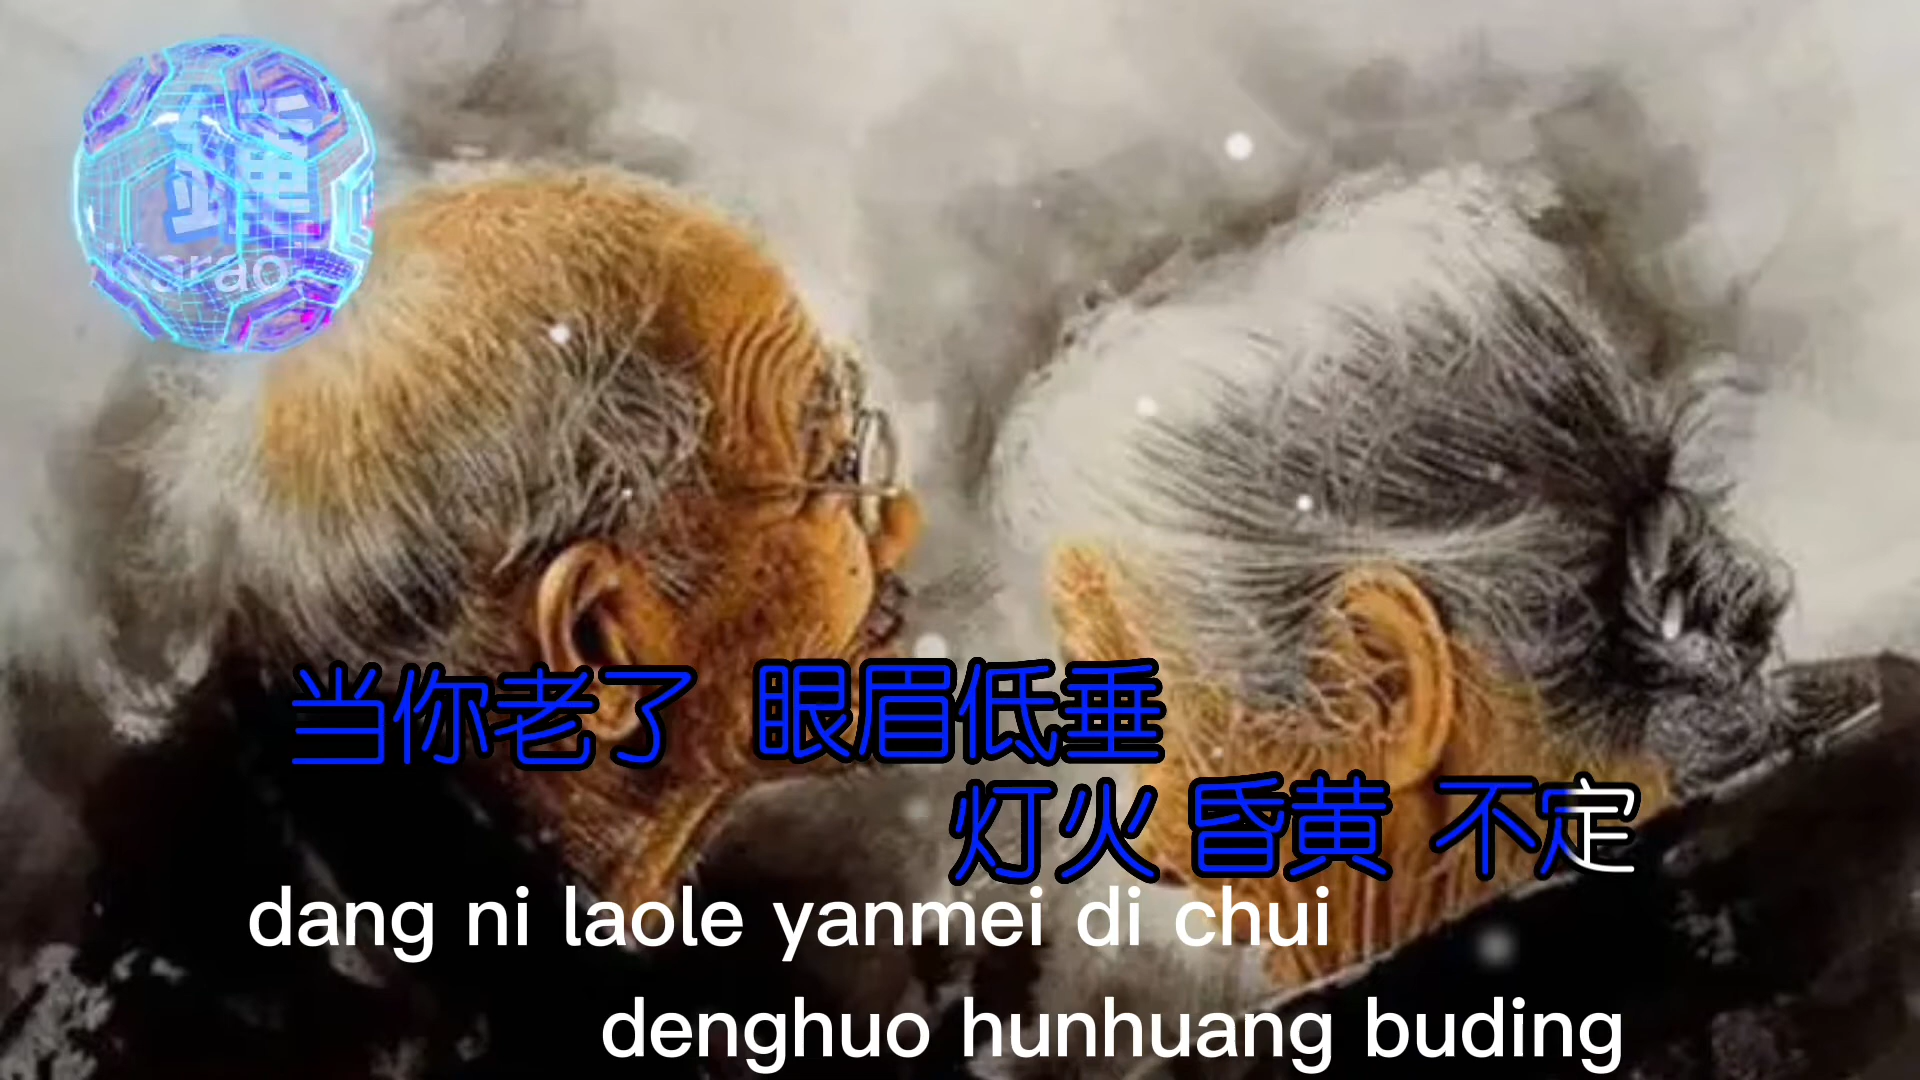 当你老了 眼眉低垂
灯火 昏黄 不定
dang ni laole yanmei di chui
denghuo hunhuang buding